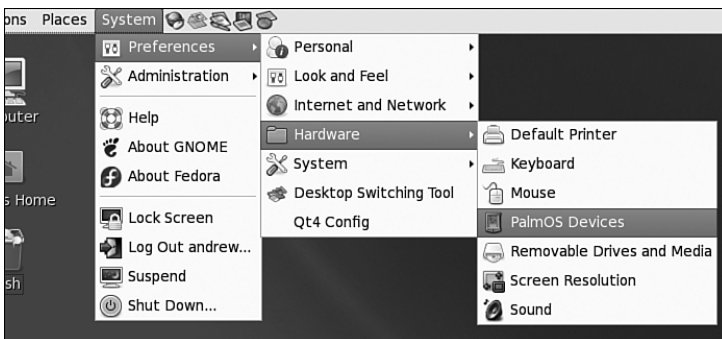 ons Places System
Preferences
Administration
Help
About GNOME
About Fedora
Lock Screen
Log Out andrew...
Suspend
Shut Down...
Personal
Look and Feel
Internet and Network
Hardware
System
Desktop Switching Tool
Qt4 Config
Default Printer
Keyboard
Mouse
PalmOS Devices
Removable Drives and Media
Screen Resolution
Sound
puter
s Home
sh